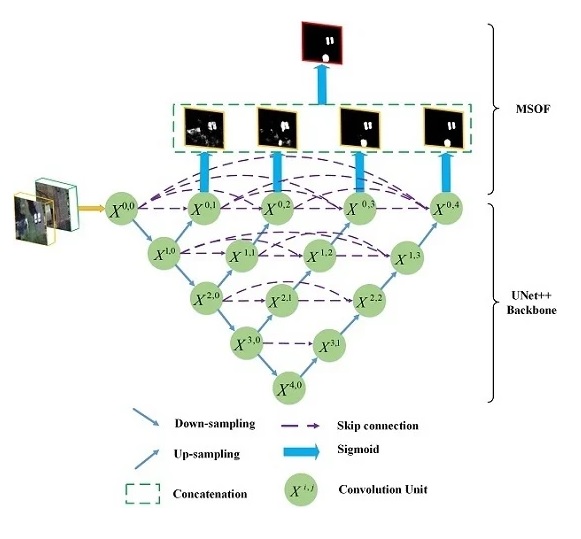 MSOF
X^{0,0}
X^{0,1}
X^{0,2}
X^{0,3}
X^{0,4}
X^{1,0}
X^{1,1}
X^{1,2}
X^{1,3}
X^{2,0}
X^{2,1}
X^{2,2}
UNet++
Backbone
X^{3,0}
X^{3,1}
X^{4,0}
Down-sampling
Skip connection
Up-sampling
Sigmoid
Concatenation
X^{i,j}
Convolution Unit